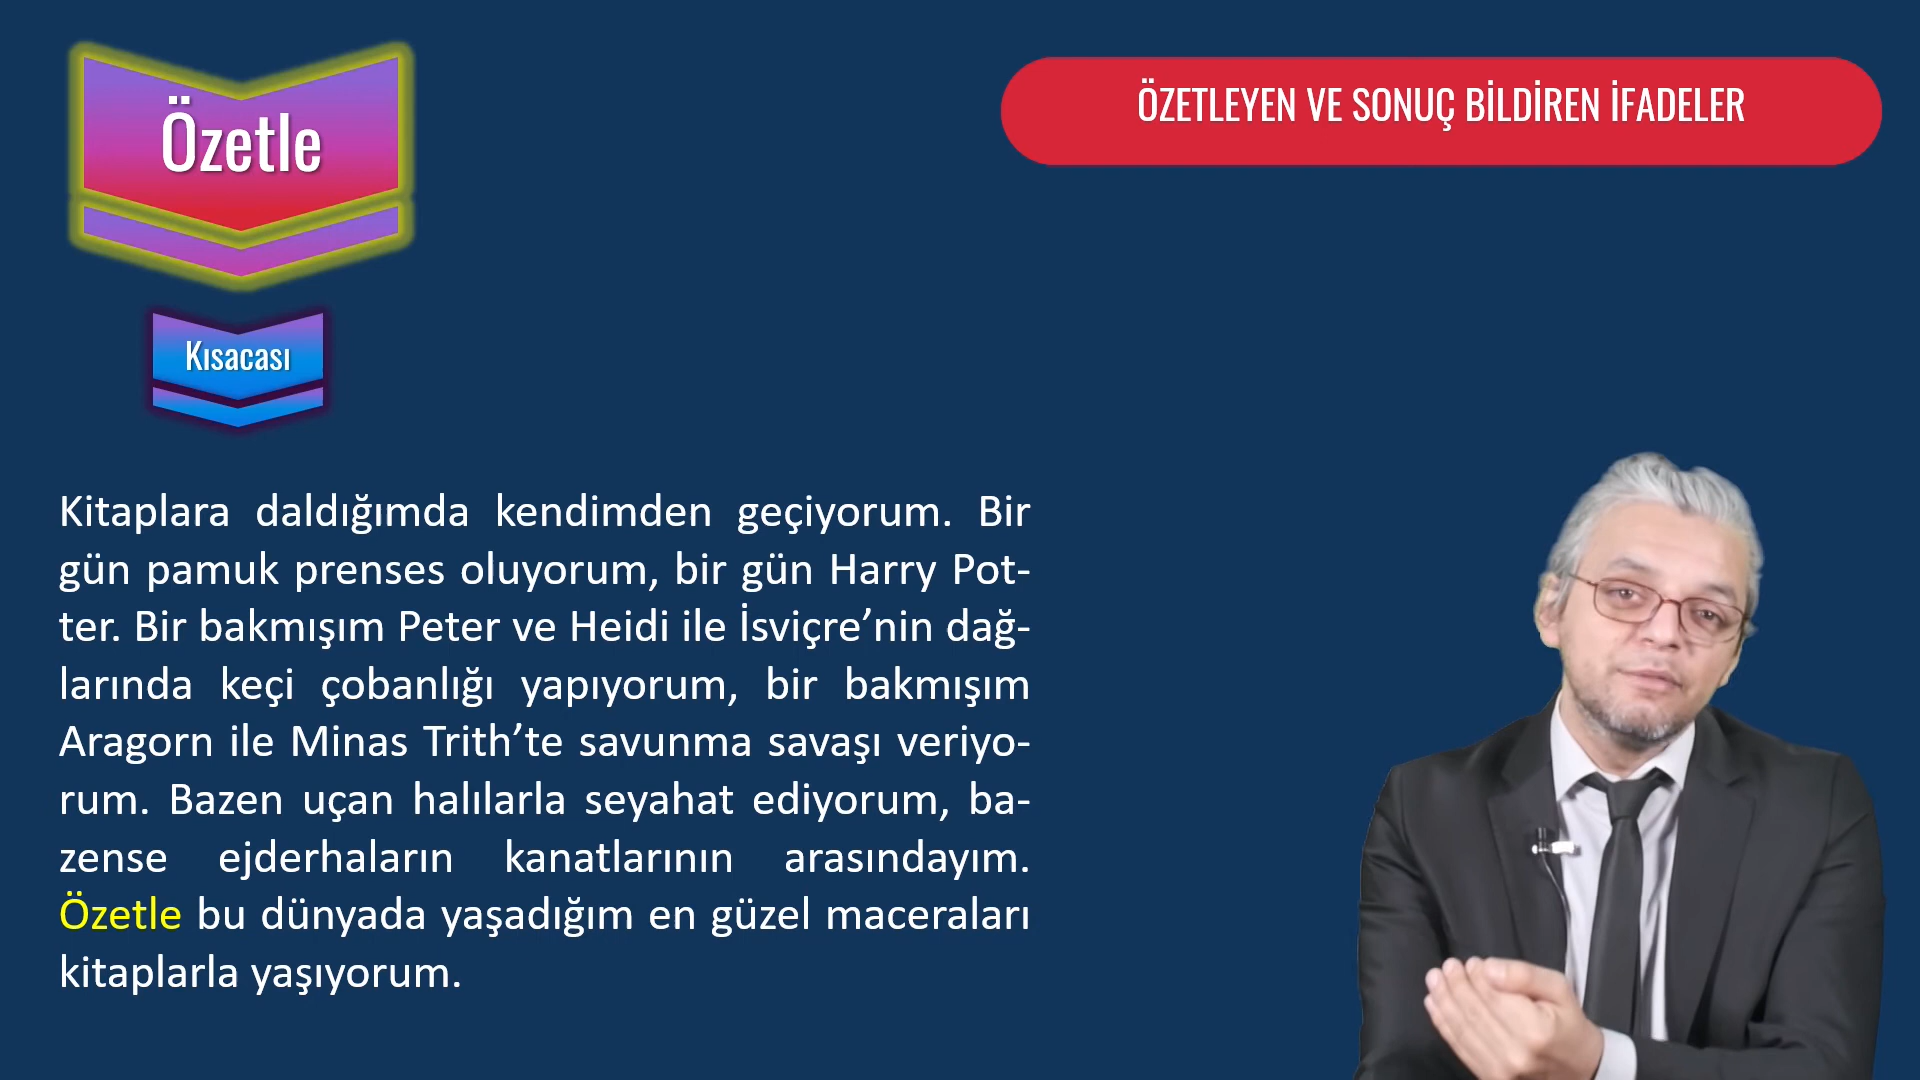 Özetle
ÖZETLEYEN VE SONUÇ BİLDİREN İFADELER
Kısacası
Kitaplara daldığımda kendimden geçiyorum. Bir
gün pamuk prenses oluyorum, bir gün Harry Pot-
ter. Bir bakmışım Peter ve Heidi ile İsviçre’nin dağ-
larında keçi çobanlığı yapıyorum, bir bakmışım
Aragorn ile Minas Trith’te savunma savaşı veriyo-
rum. Bazen uçan halılarla seyahat ediyorum, ba-
zense ejderhaların kanatlarının arasındayım.
Özetle bu dünyada yaşadığım en güzel maceraları
kitaplarla yaşıyorum.